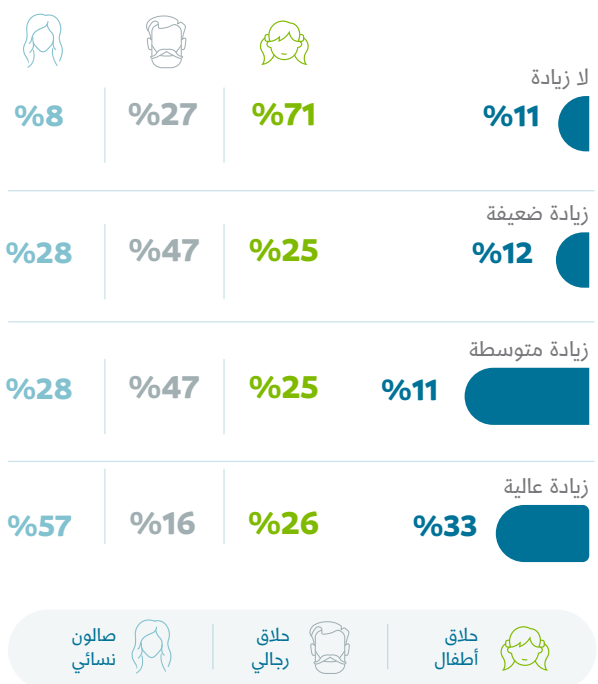 لا زيادة
%11 %71 %27 %8
زيادة ضعيفة
%12 %25 %47 %28
زيادة متوسطة
%11 %25 %47 %28
زيادة عالية
%33 %26 %16 %57
حلاق أطفال
حلاق رجالي
صالون نسائي